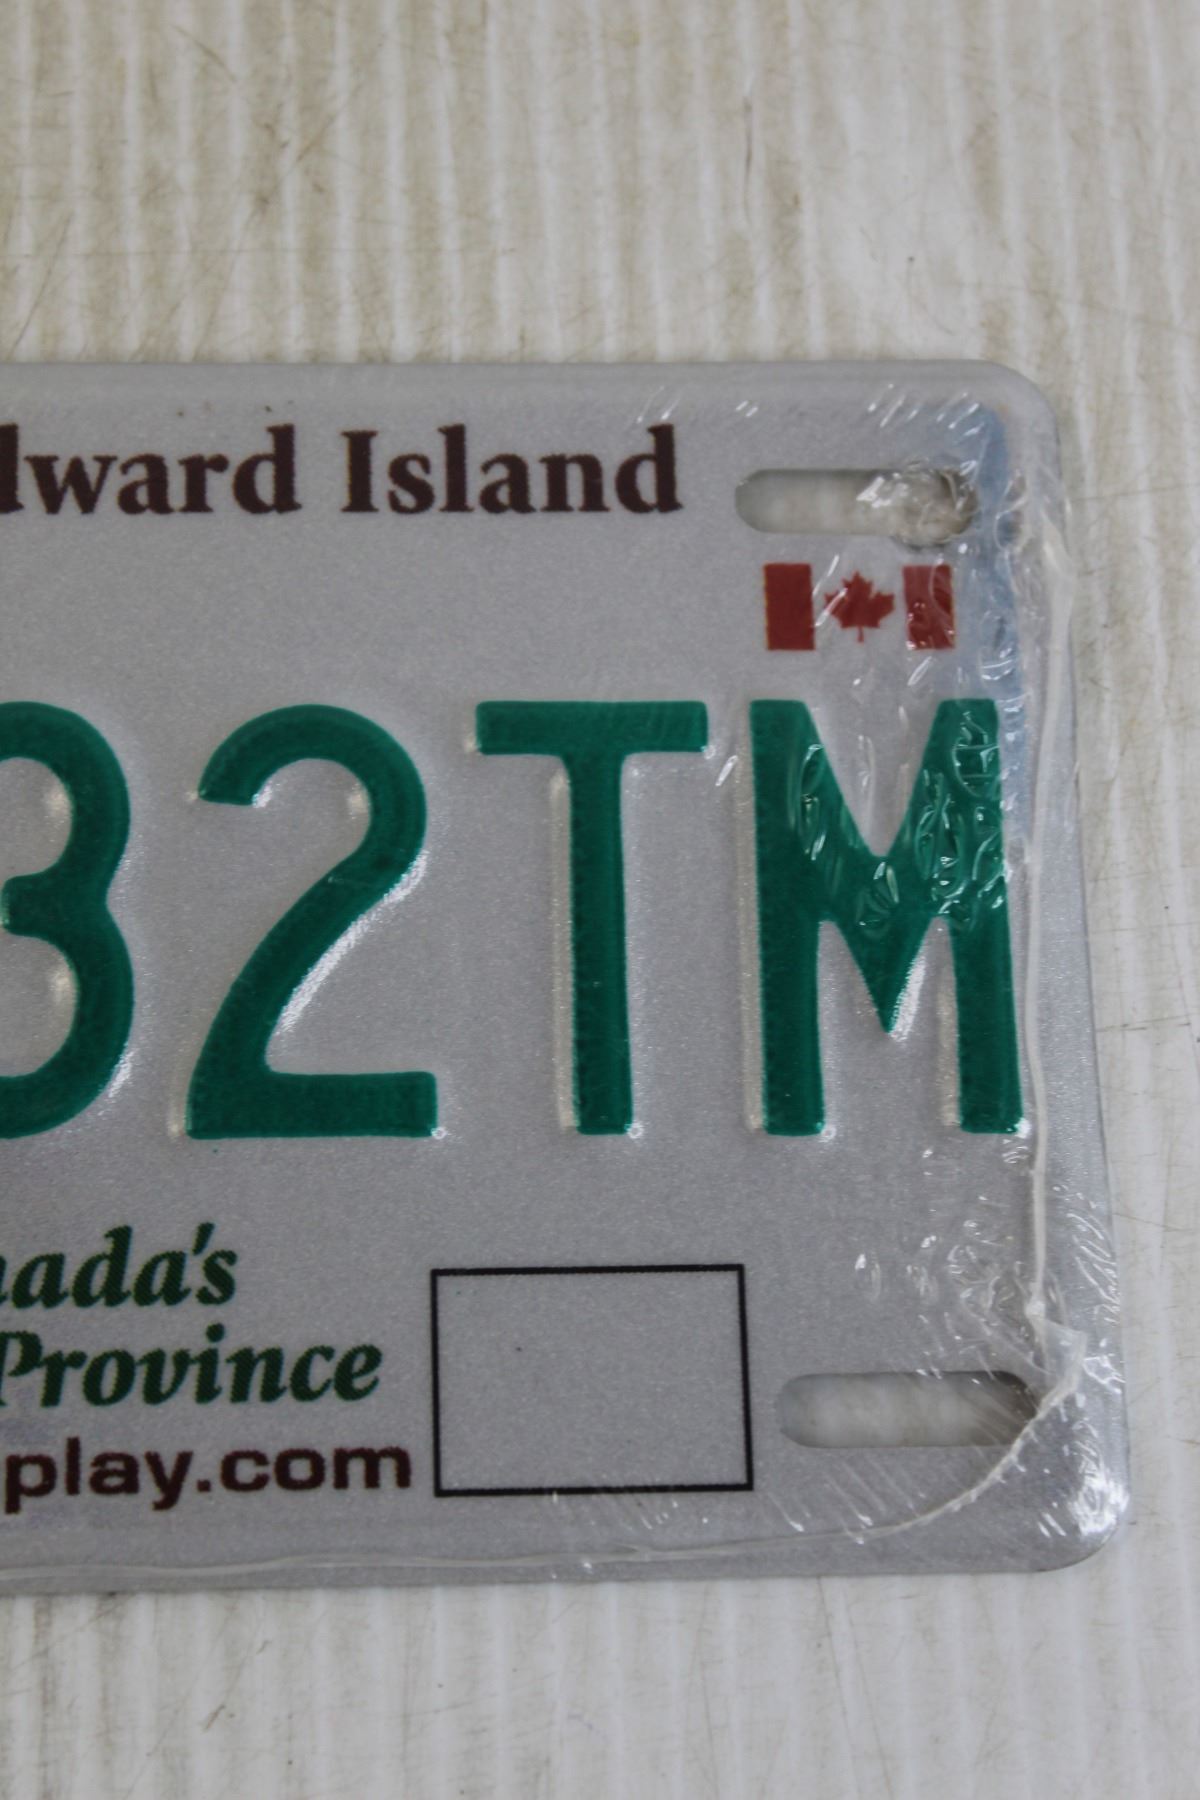 dward Island
32TM
nada's
Province
play.com